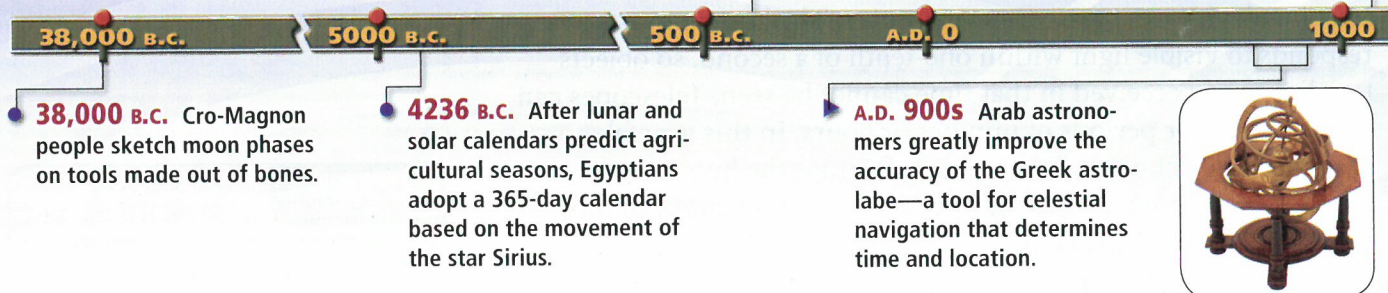 38,000 B.C. 5000 B.C. 500 B.C. A.D. 0 1000
38,000 B.C. Cro-Magnon
people sketch moon phases
on tools made out of bones.
4236 B.C. After lunar and
solar calendars predict agri-
cultural seasons, Egyptians
adopt a 365-day calendar
based on the movement of
the star Sirius.
A.D. 900s Arab astrono-
mers greatly improve the
accuracy of the Greek astro-
labe—a tool for celestial
navigation that determines
time and location.